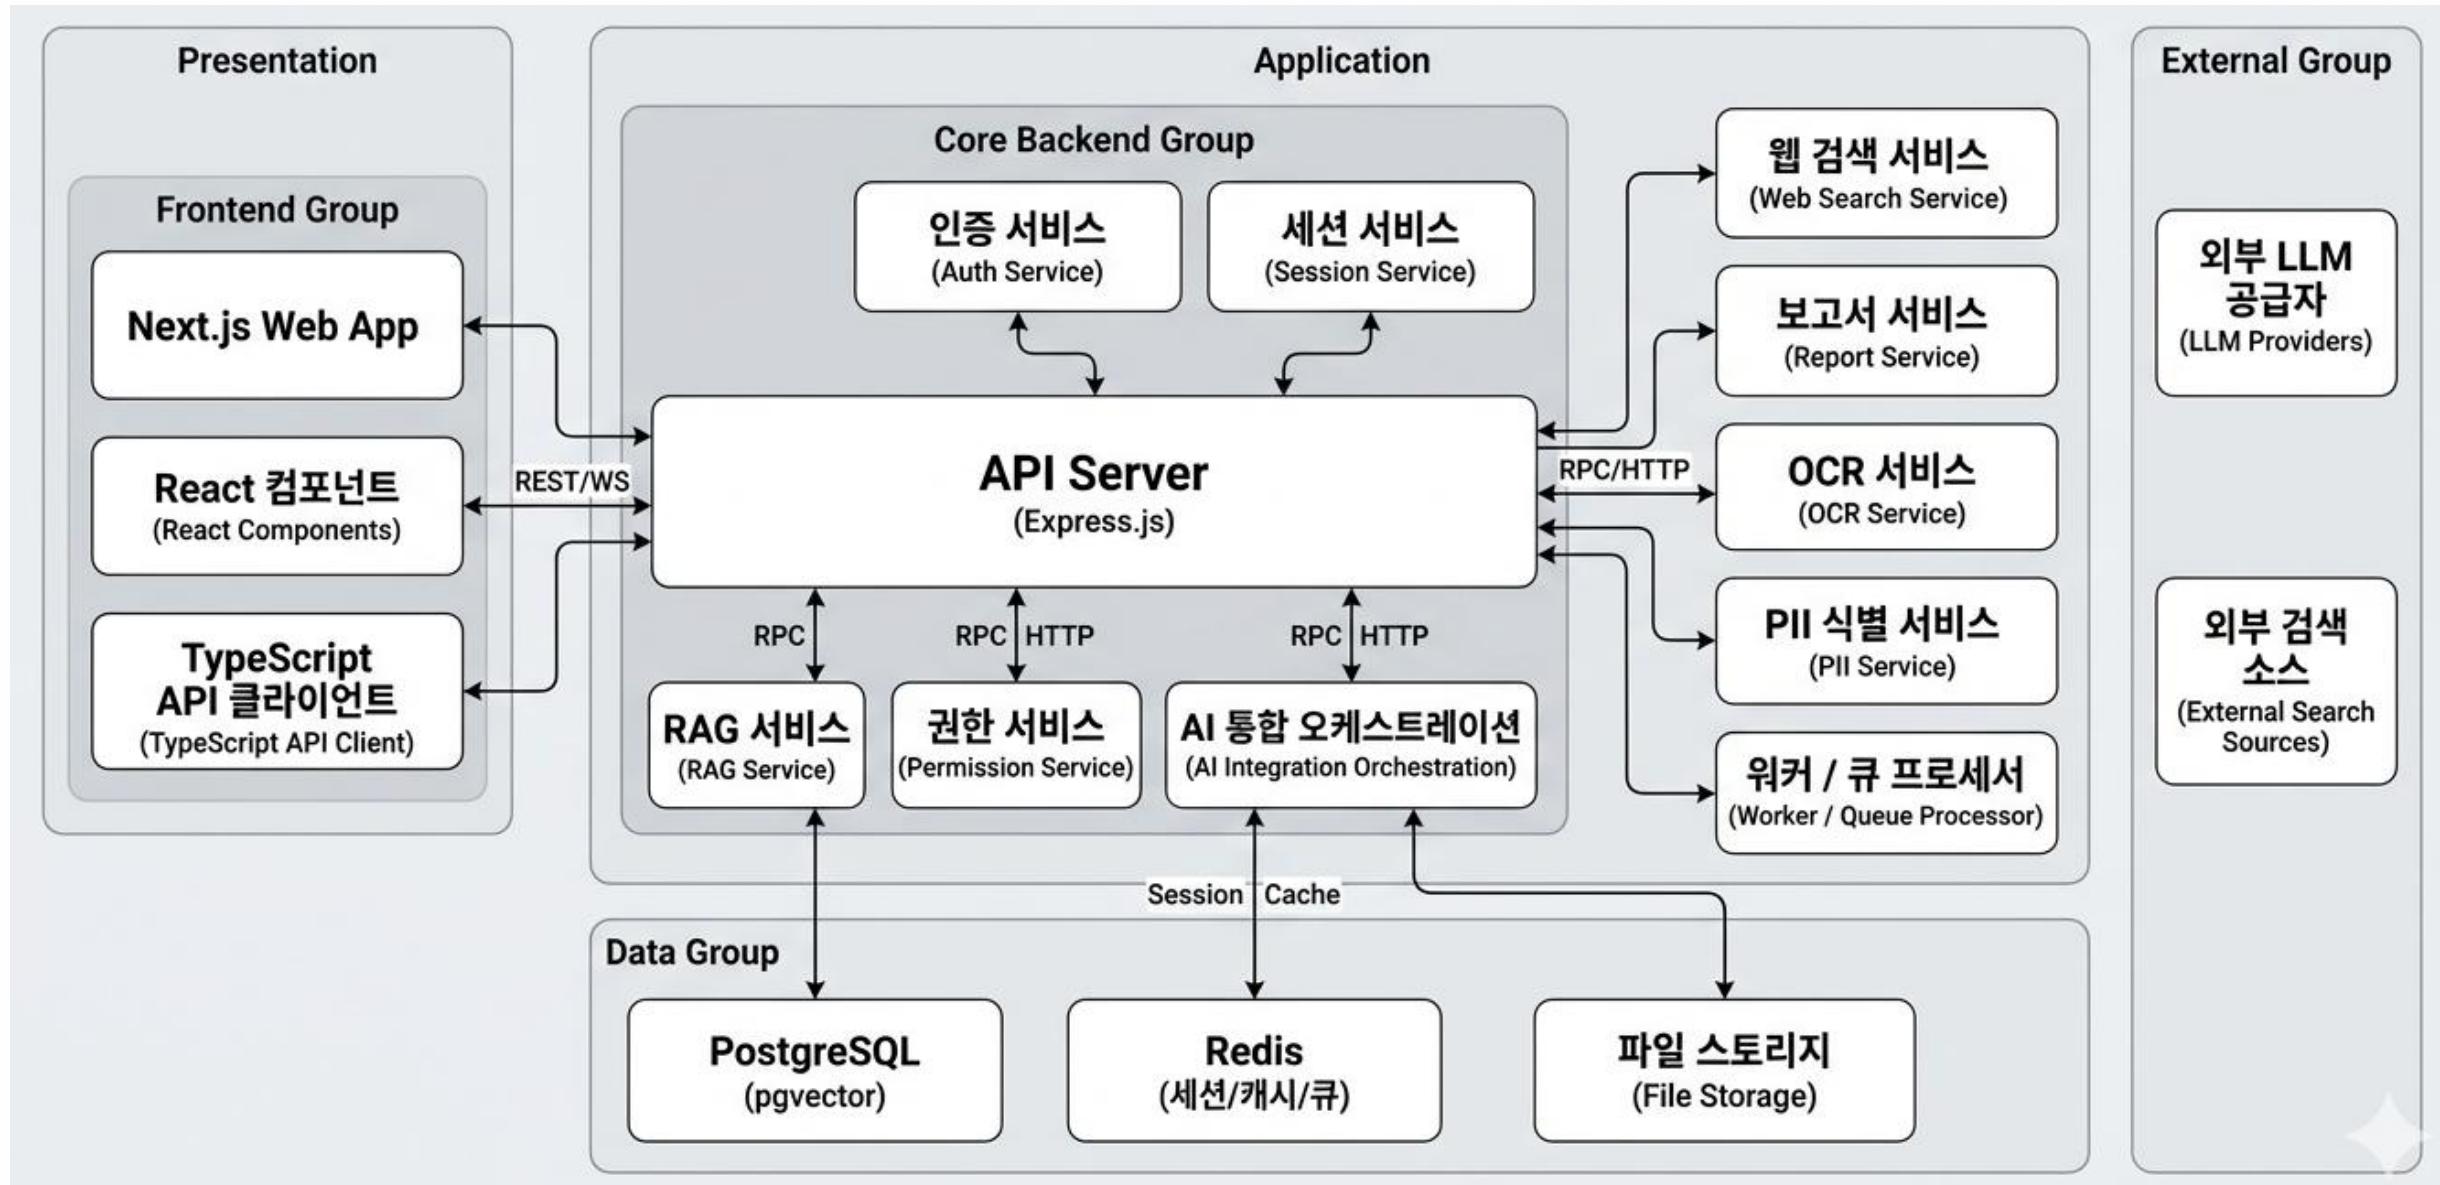 Presentation
Frontend Group
Next.js Web App
React 컴포넌트
(React Components)
TypeScript
API 클라이언트
(TypeScript API Client)
REST/WS
Application
Core Backend Group
인증 서비스
(Auth Service)
세션 서비스
(Session Service)
API Server
(Express.js)
RPC
RPC HTTP
RPC HTTP
RAG 서비스
(RAG Service)
권한 서비스
(Permission Service)
AI 통합 오케스트레이션
(AI Integration Orchestration)
RPC/HTTP
웹 검색 서비스
(Web Search Service)
보고서 서비스
(Report Service)
OCR 서비스
(OCR Service)
PII 식별 서비스
(PII Service)
워커 / 큐 프로세서
(Worker / Queue Processor)
Session Cache
Data Group
PostgreSQL
(pgvector)
Redis
(세션/캐시/큐)
파일 스토리지
(File Storage)
External Group
외부 LLM
공급자
(LLM Providers)
외부 검색
소스
(External Search
Sources)